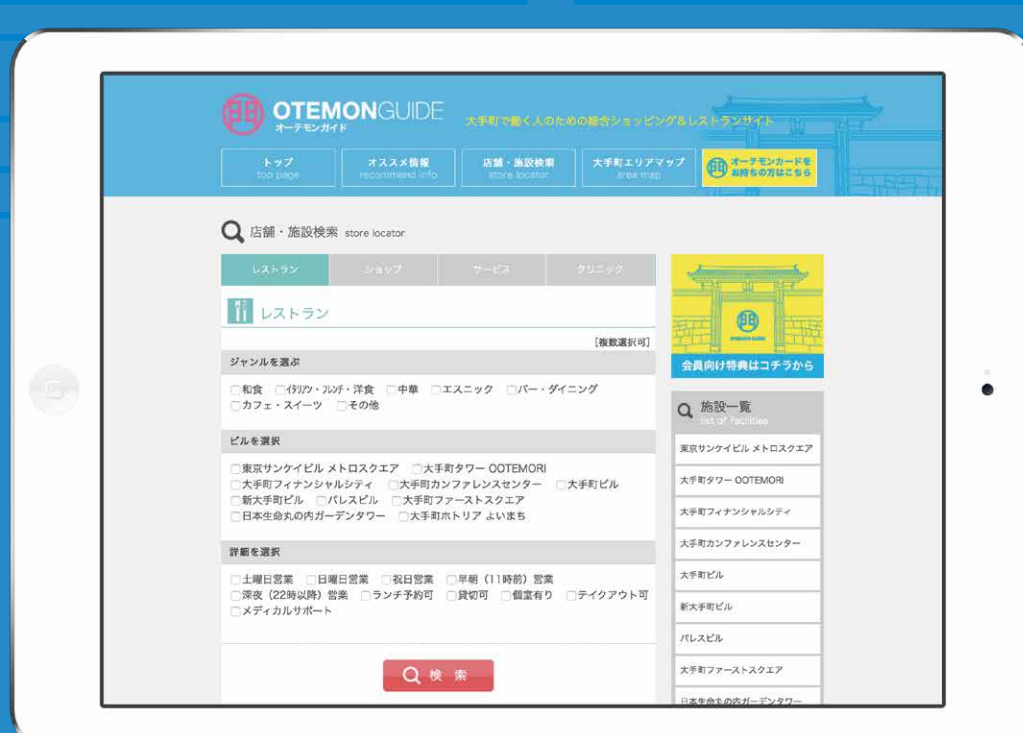 門
OTEMONGUIDE
オーテモンガイド
大手町で働く人のための総合ショッピング&レストランサイト
トップ
top page
オススメ情報
recommend info
店舗・施設検索
store locator
大手町エリアマップ
area map
門
オーテモンカードを
お持ちの方はこちら
店舗・施設検索 store locator
レストラン
ショップ
サービス
クリニック
レストラン
[複数選択可]
ジャンルを選ぶ
和食 イタリアン・フレンチ・洋食 中華 エスニック バー・ダイニング
カフェ・スイーツ その他
ビルを選択
東京サンケイビル メトロスクエア 大手町タワー OOTEMORI
大手町フィナンシャルシティ 大手町カンファレンスセンター 大手町ビル
新大手町ビル パレスビル 大手町ファーストスクエア
日本生命丸の内ガーデンタワー 大手町ホトリア よいまち
詳細を選択
土曜日営業 日曜日営業 祝日営業 早朝(11時前)営業
深夜(22時以降)営業 ランチ予約可 貸切可 個室有り テイクアウト可
メディカルサポート
検索
門
OTEMON GUIDE
会員向け特典はコチラから
施設一覧
list of facilities
東京サンケイビル メトロスクエア
大手町タワー OOTEMORI
大手町フィナンシャルシティ
大手町カンファレンスセンター
大手町ビル
新大手町ビル
パレスビル
大手町ファーストスクエア
日本生命丸の内ガーデンタワー